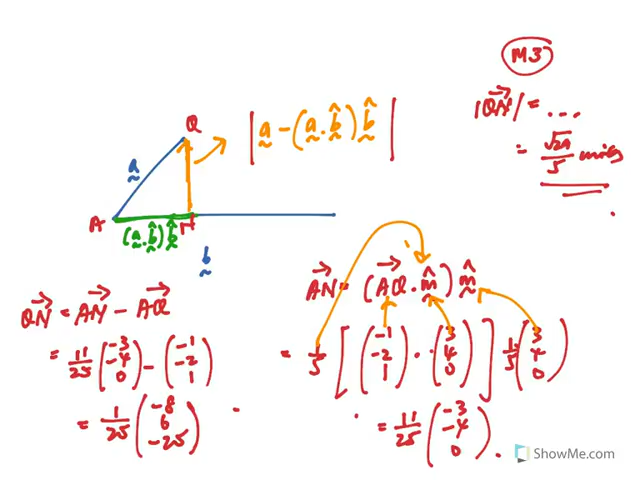 M3
Q
|a̰ − (a̰ . b̰̂) b̰̂|
|QN→| = ...
= √29/5 units
a̰
A
(a̰ . b̰̂) b̰̂
b̰
QN→ = AN→ − AQ→
= 11/25 (−3 −4 0) − (−1 −2 1)
= 1/25 (−8 6 −25)
AN→ = (AQ→ . m̰̂) m̰̂
= 1/5 [(−1 −2 1) . (3 4 0)] 1/5 (3 4 0)
= 11/25 (−3 −4 0) .
ShowMe.com